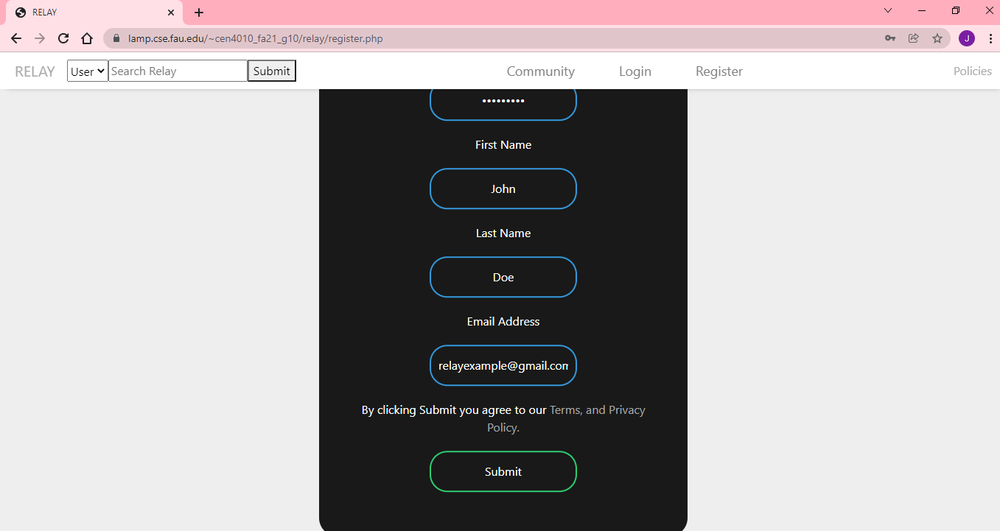 RELAY
lamp.cse.fau.edu/~cen4010_fa21_g10/relay/register.php
J
RELAY User Search Relay Submit Community Login Register Policies
•••••••••
First Name
John
Last Name
Doe
Email Address
relayexample@gmail.com
By clicking Submit you agree to our Terms, and Privacy
Policy.
Submit